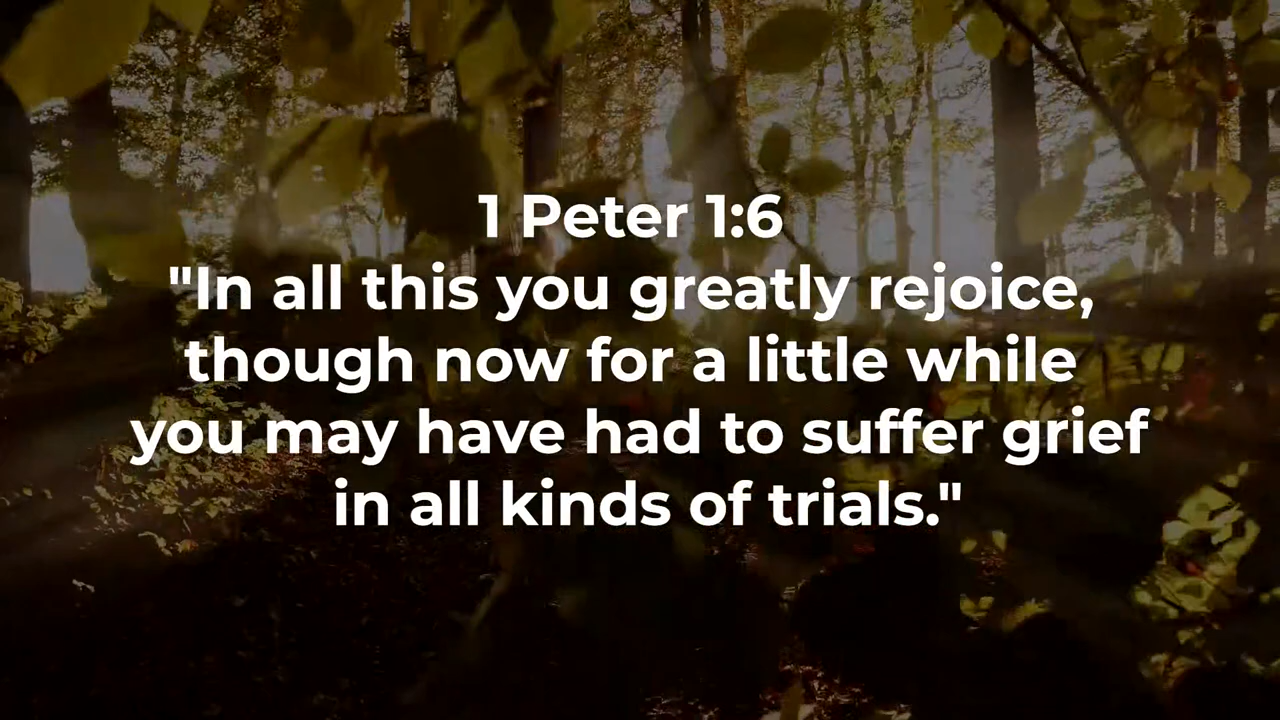 1 Peter 1:6
"In all this you greatly rejoice,
though now for a little while
you may have had to suffer grief
in all kinds of trials."